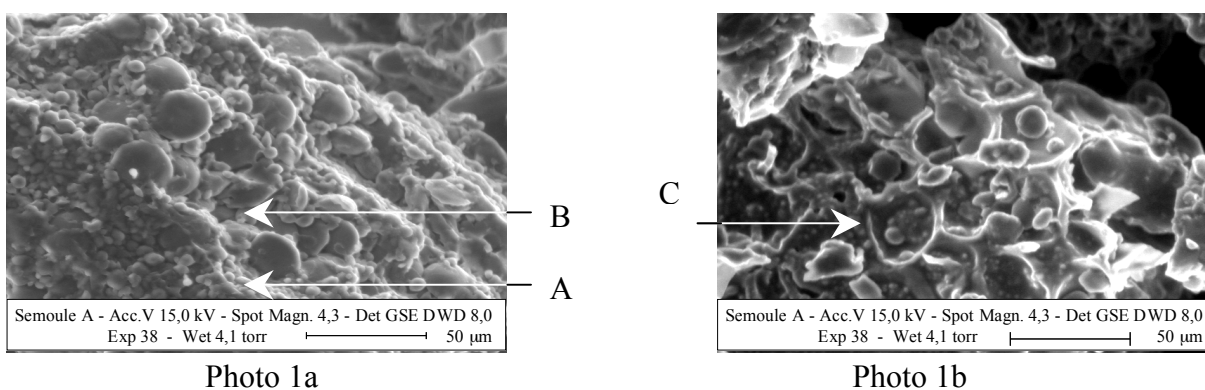 B
A
Semoule A - Acc.V 15,0 kV - Spot Magn. 4,3 - Det GSE DWD 8,0
Exp 38 - Wet 4,1 torr 50 µm
Photo 1a
C
Semoule A - Acc.V 15,0 kV - Spot Magn. 4,3 - Det GSE DWD 8,0
Exp 38 - Wet 4,1 torr 50 µm
Photo 1b